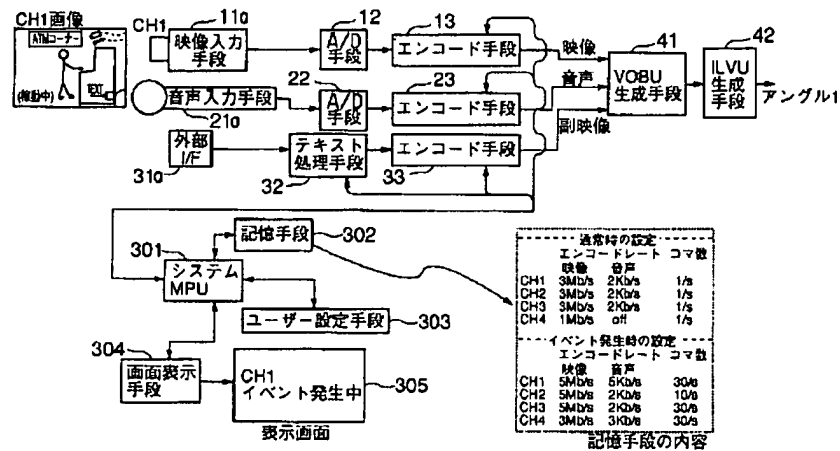 CH1画像
ATMコーナー
TEXT
(稼動中)
11a
CH1
映像入力
手段
12
A/D
手段
13
エンコード手段
映像
41
VOBU
生成手段
42
ILVU
生成
手段
アングル1
音声入力手段
21a
22
A/D
手段
23
エンコード手段
音声
外部
I/F
31a
テキスト
処理手段
32
エンコード手段
33
副映像
301
システム
MPU
記憶手段
302
ユーザー設定手段
303
304
画面表示
手段
CH1
イベント発生中
305
表示画面
通常時の設定
エンコードレート コマ数
映像 音声
CH1 3Mb/s 2Kb/s 1/s
CH2 3Mb/s 2Kb/s 1/s
CH3 3Mb/s 2Kb/s 1/s
CH4 1Mb/s off 1/s
イベント発生時の設定
エンコードレート コマ数
映像 音声
CH1 5Mb/s 5Kb/s 30/s
CH2 5Mb/s 2Kb/s 10/s
CH3 5Mb/s 2Kb/s 30/s
CH4 3Mb/s 3Kb/s 30/s
記憶手段の内容